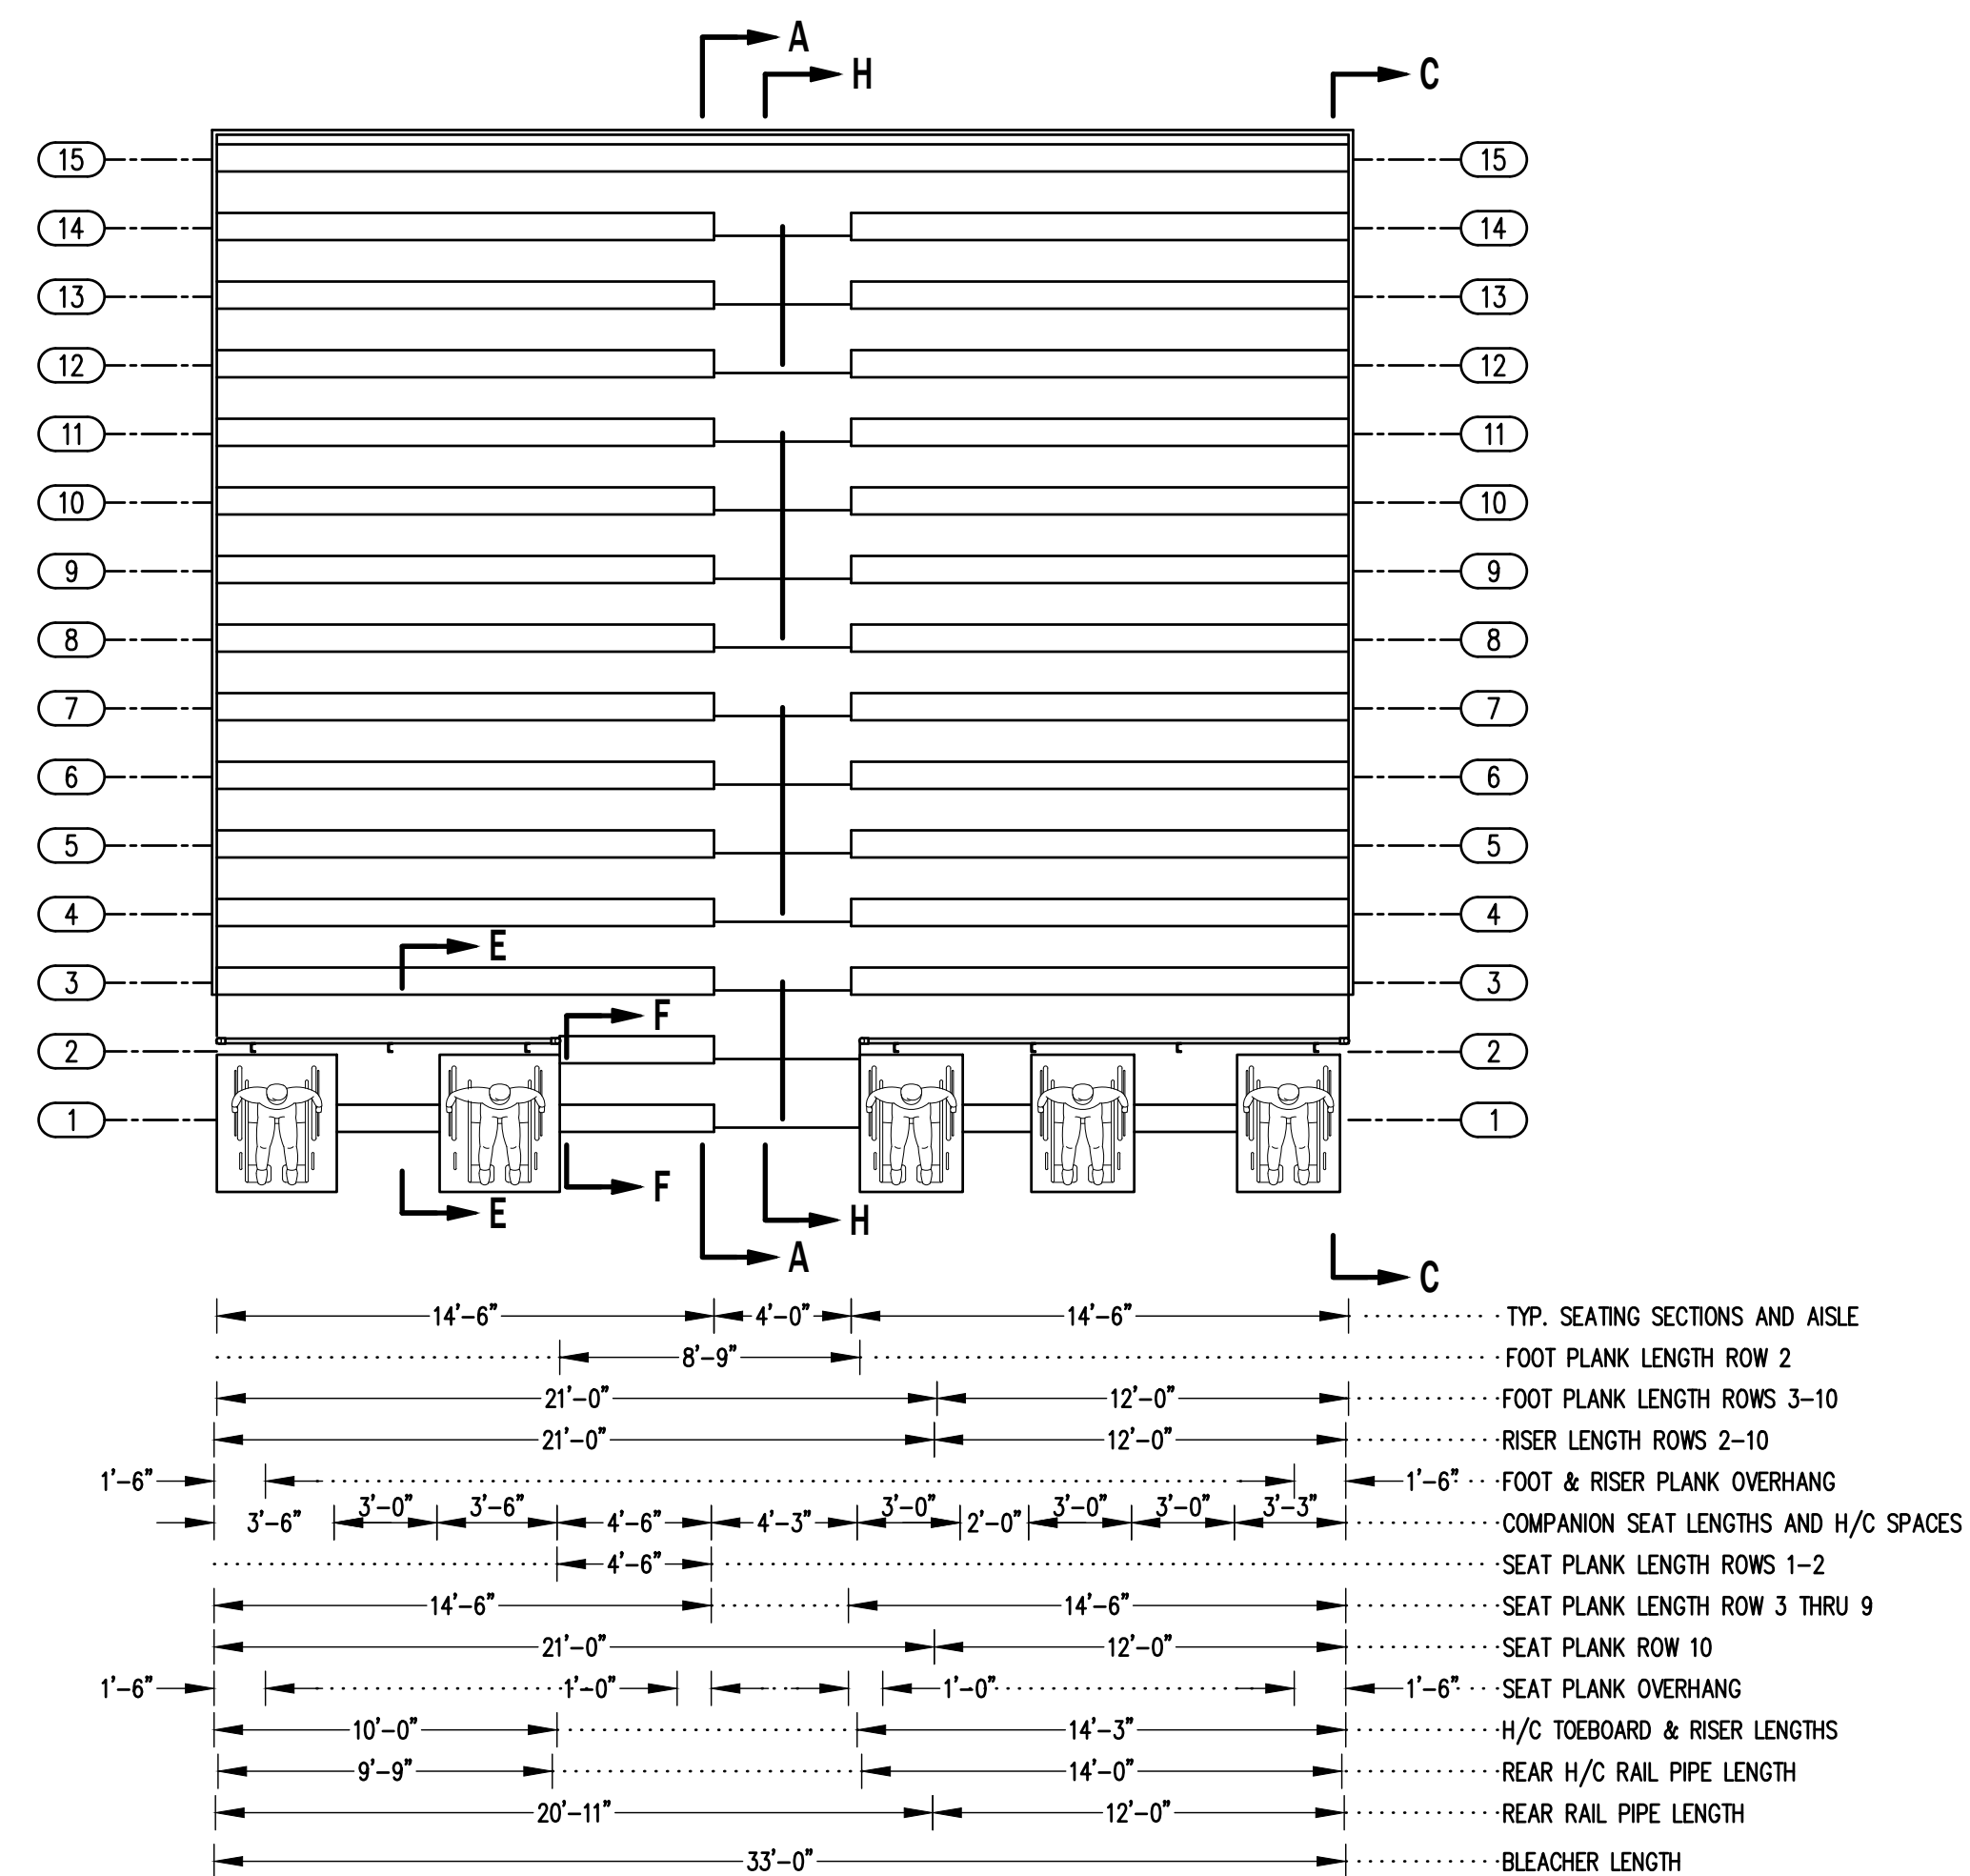 A
H
C
15 15
14 14
13 13
12 12
11 11
10 10
9 9
8 8
7 7
6 6
5 5
4 4
E
3 3
F
2 2
1 1
F
E
H
A
C
14'-6" 4'-0" 14'-6" TYP. SEATING SECTIONS AND AISLE
8'-9" FOOT PLANK LENGTH ROW 2
21'-0" 12'-0" FOOT PLANK LENGTH ROWS 3-10
21'-0" 12'-0" RISER LENGTH ROWS 2-10
1'-6" 1'-6" FOOT & RISER PLANK OVERHANG
3'-6" 3'-0" 3'-6" 4'-6" 4'-3" 3'-0" 2'-0" 3'-0" 3'-0" 3'-3" COMPANION SEAT LENGTHS AND H/C SPACES
4'-6" SEAT PLANK LENGTH ROWS 1-2
14'-6" 14'-6" SEAT PLANK LENGTH ROW 3 THRU 9
21'-0" 12'-0" SEAT PLANK ROW 10
1'-6" 1'-0" 1'-0" 1'-6" SEAT PLANK OVERHANG
10'-0" 14'-3" H/C TOEBOARD & RISER LENGTHS
9'-9" 14'-0" REAR H/C RAIL PIPE LENGTH
20'-11" 12'-0" REAR RAIL PIPE LENGTH
33'-0" BLEACHER LENGTH